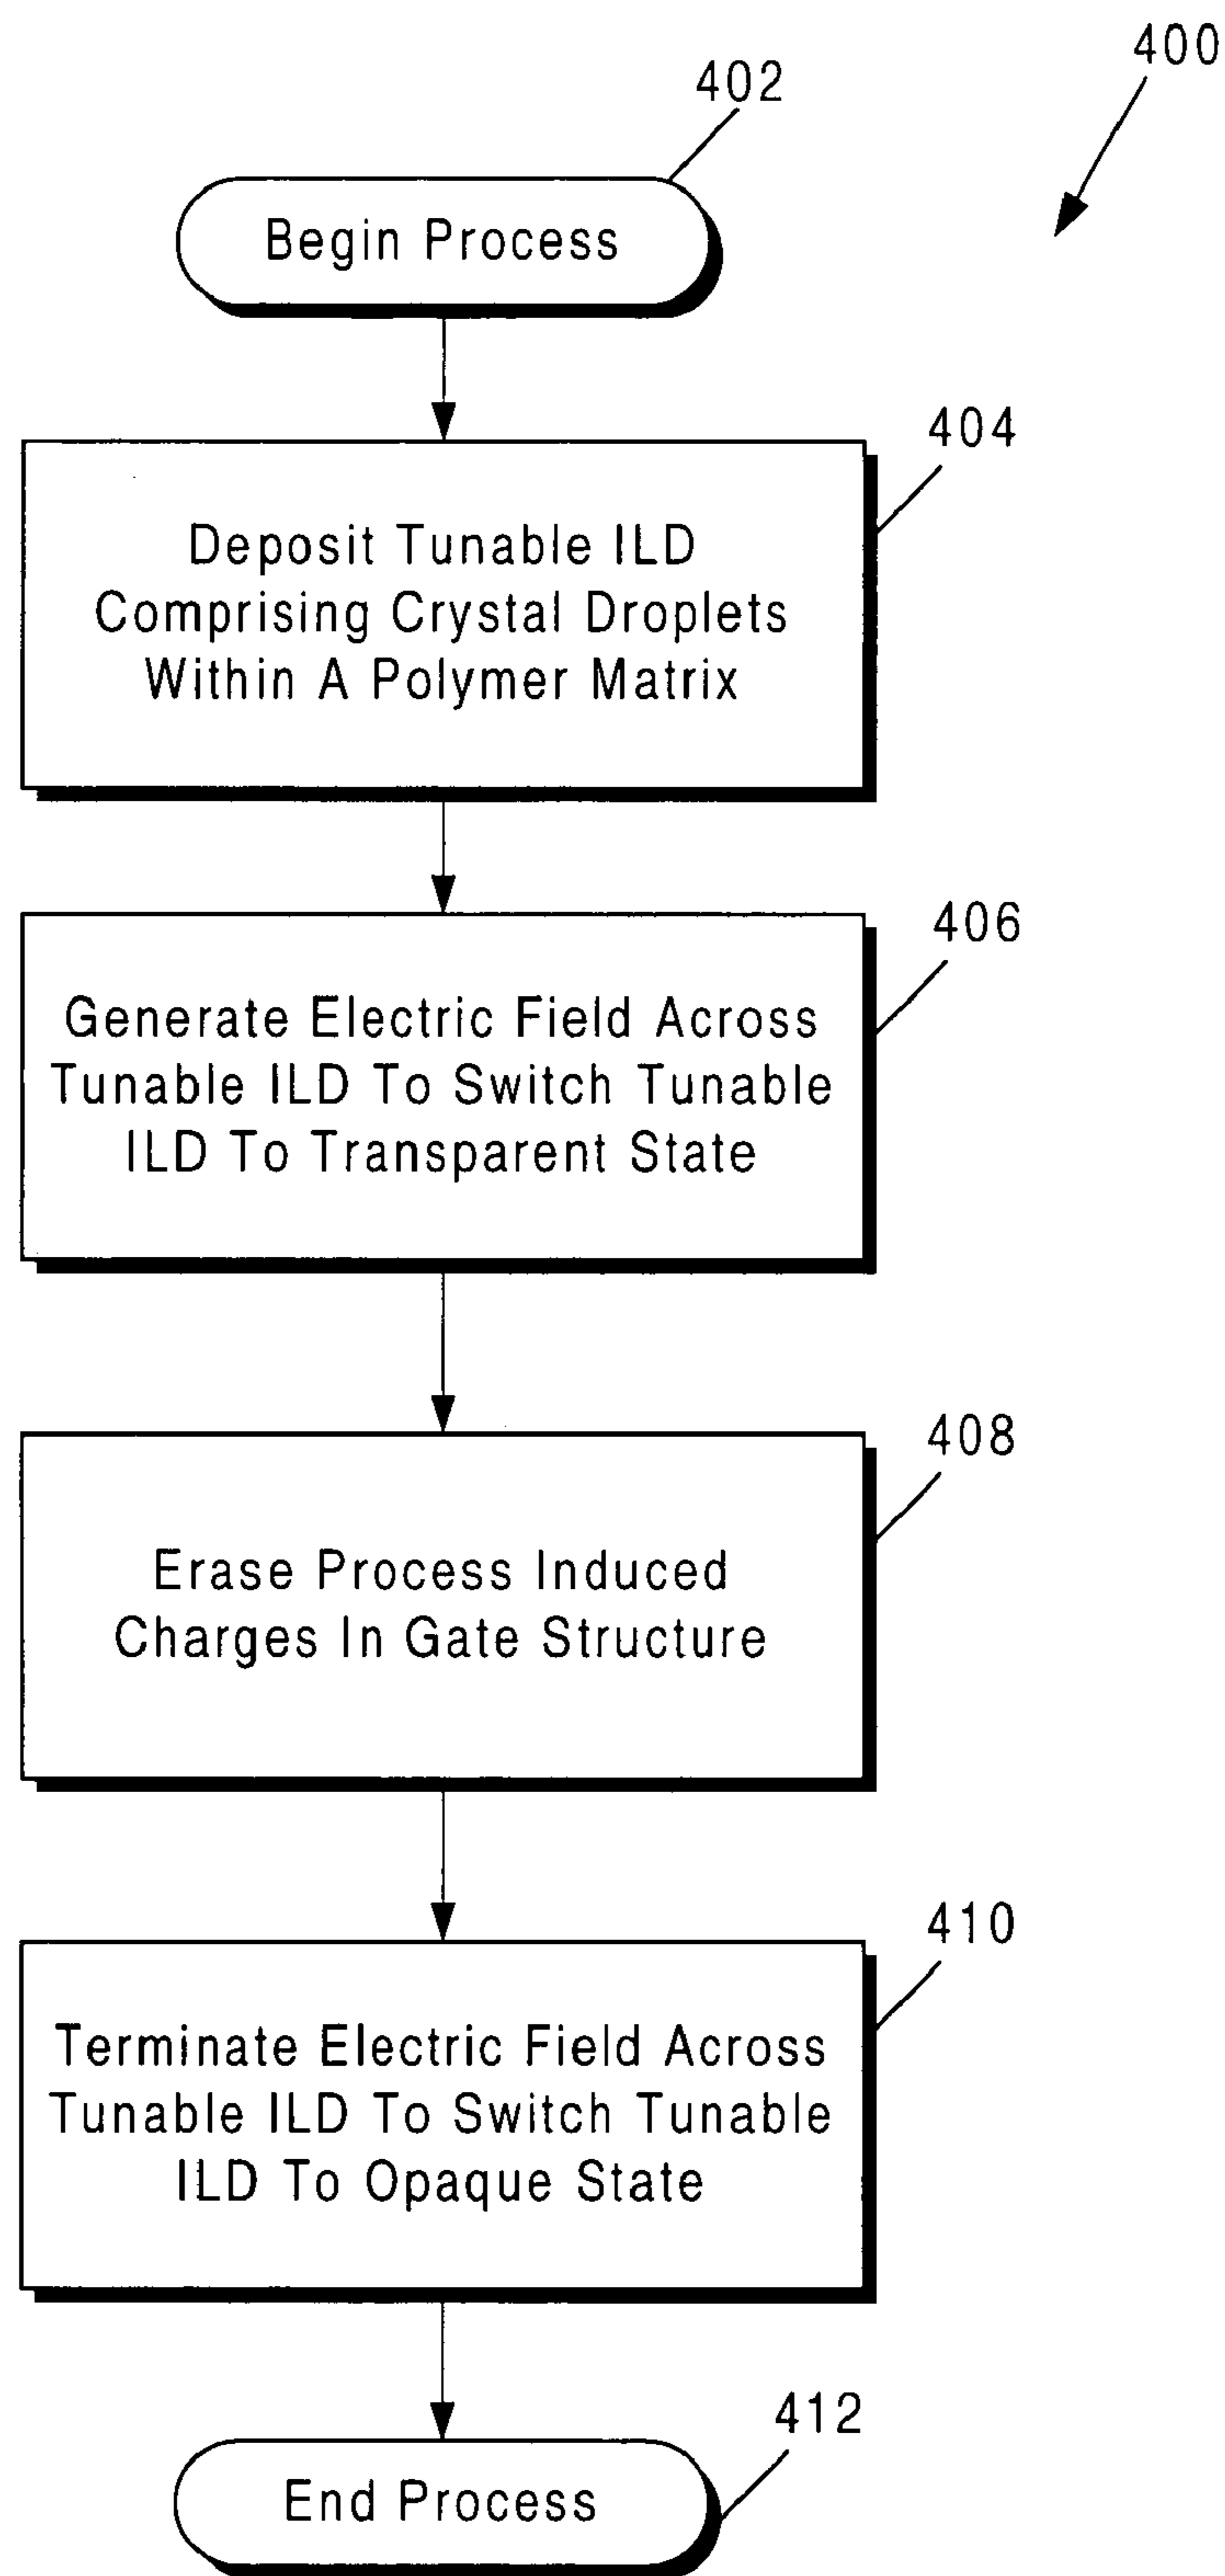 400
402
Begin Process
404
Deposit Tunable ILD
Comprising Crystal Droplets
Within A Polymer Matrix
406
Generate Electric Field Across
Tunable ILD To Switch Tunable
ILD To Transparent State
408
Erase Process Induced
Charges In Gate Structure
410
Terminate Electric Field Across
Tunable ILD To Switch Tunable
ILD To Opaque State
412
End Process